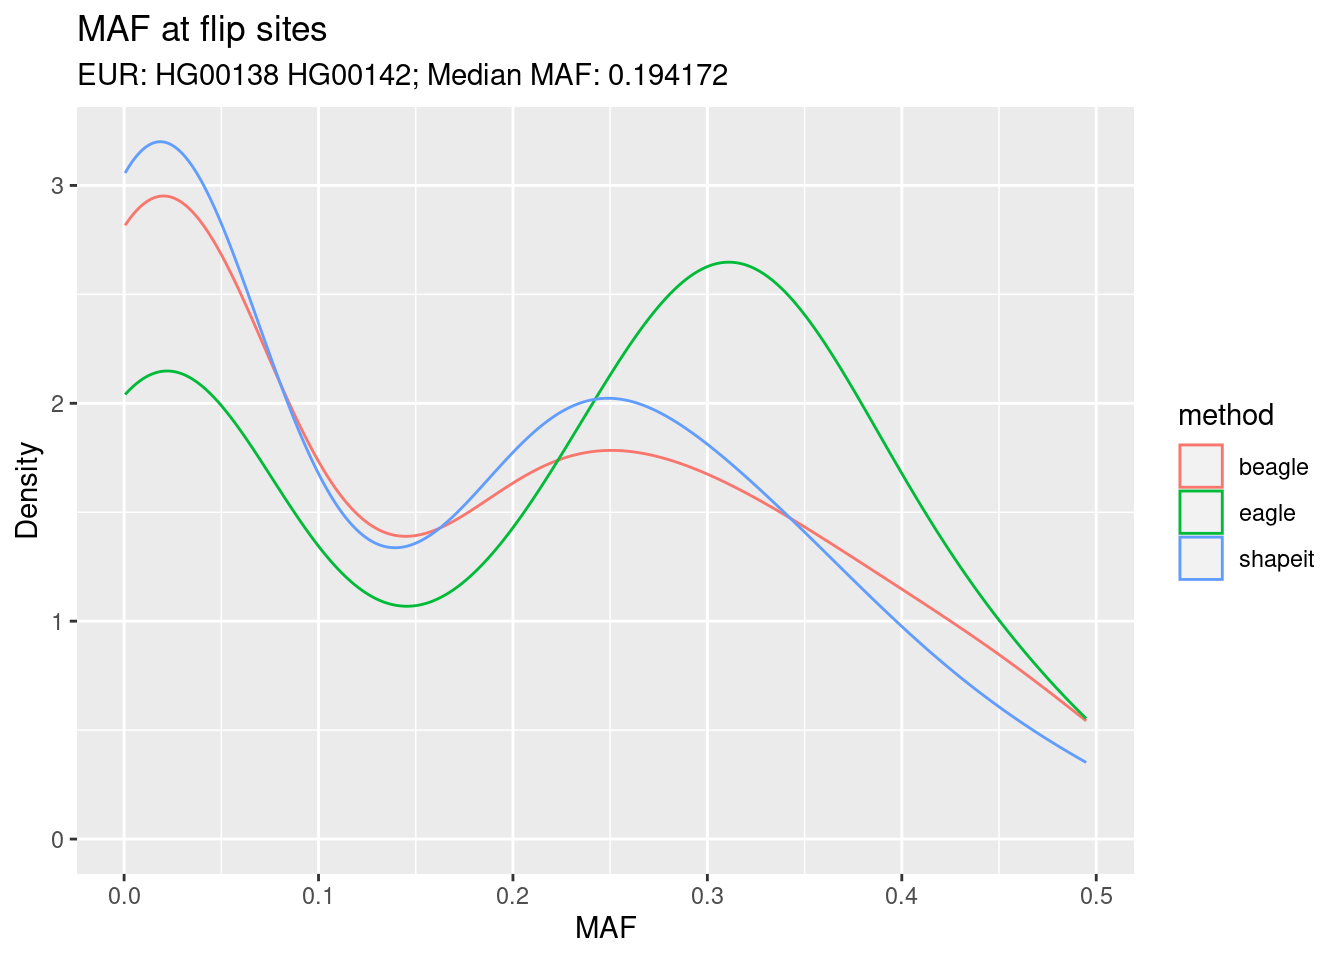 MAF at flip sites
EUR: HG00138 HG00142; Median MAF: 0.194172
3
2
1
0
Density
0.0 0.1 0.2 0.3 0.4 0.5
MAF
method
beagle
eagle
shapeit